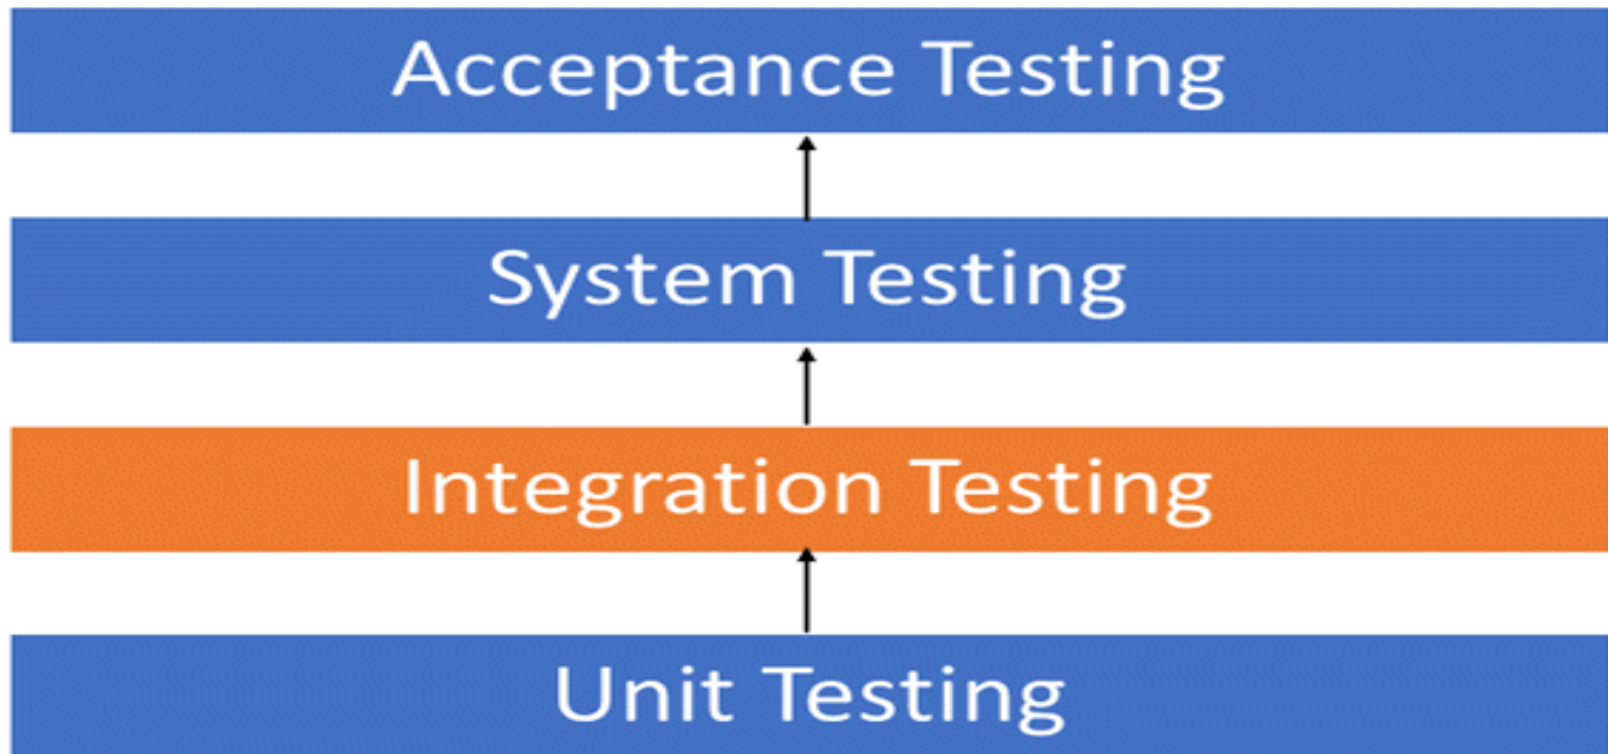 Acceptance Testing
System Testing
Integration Testing
Unit Testing